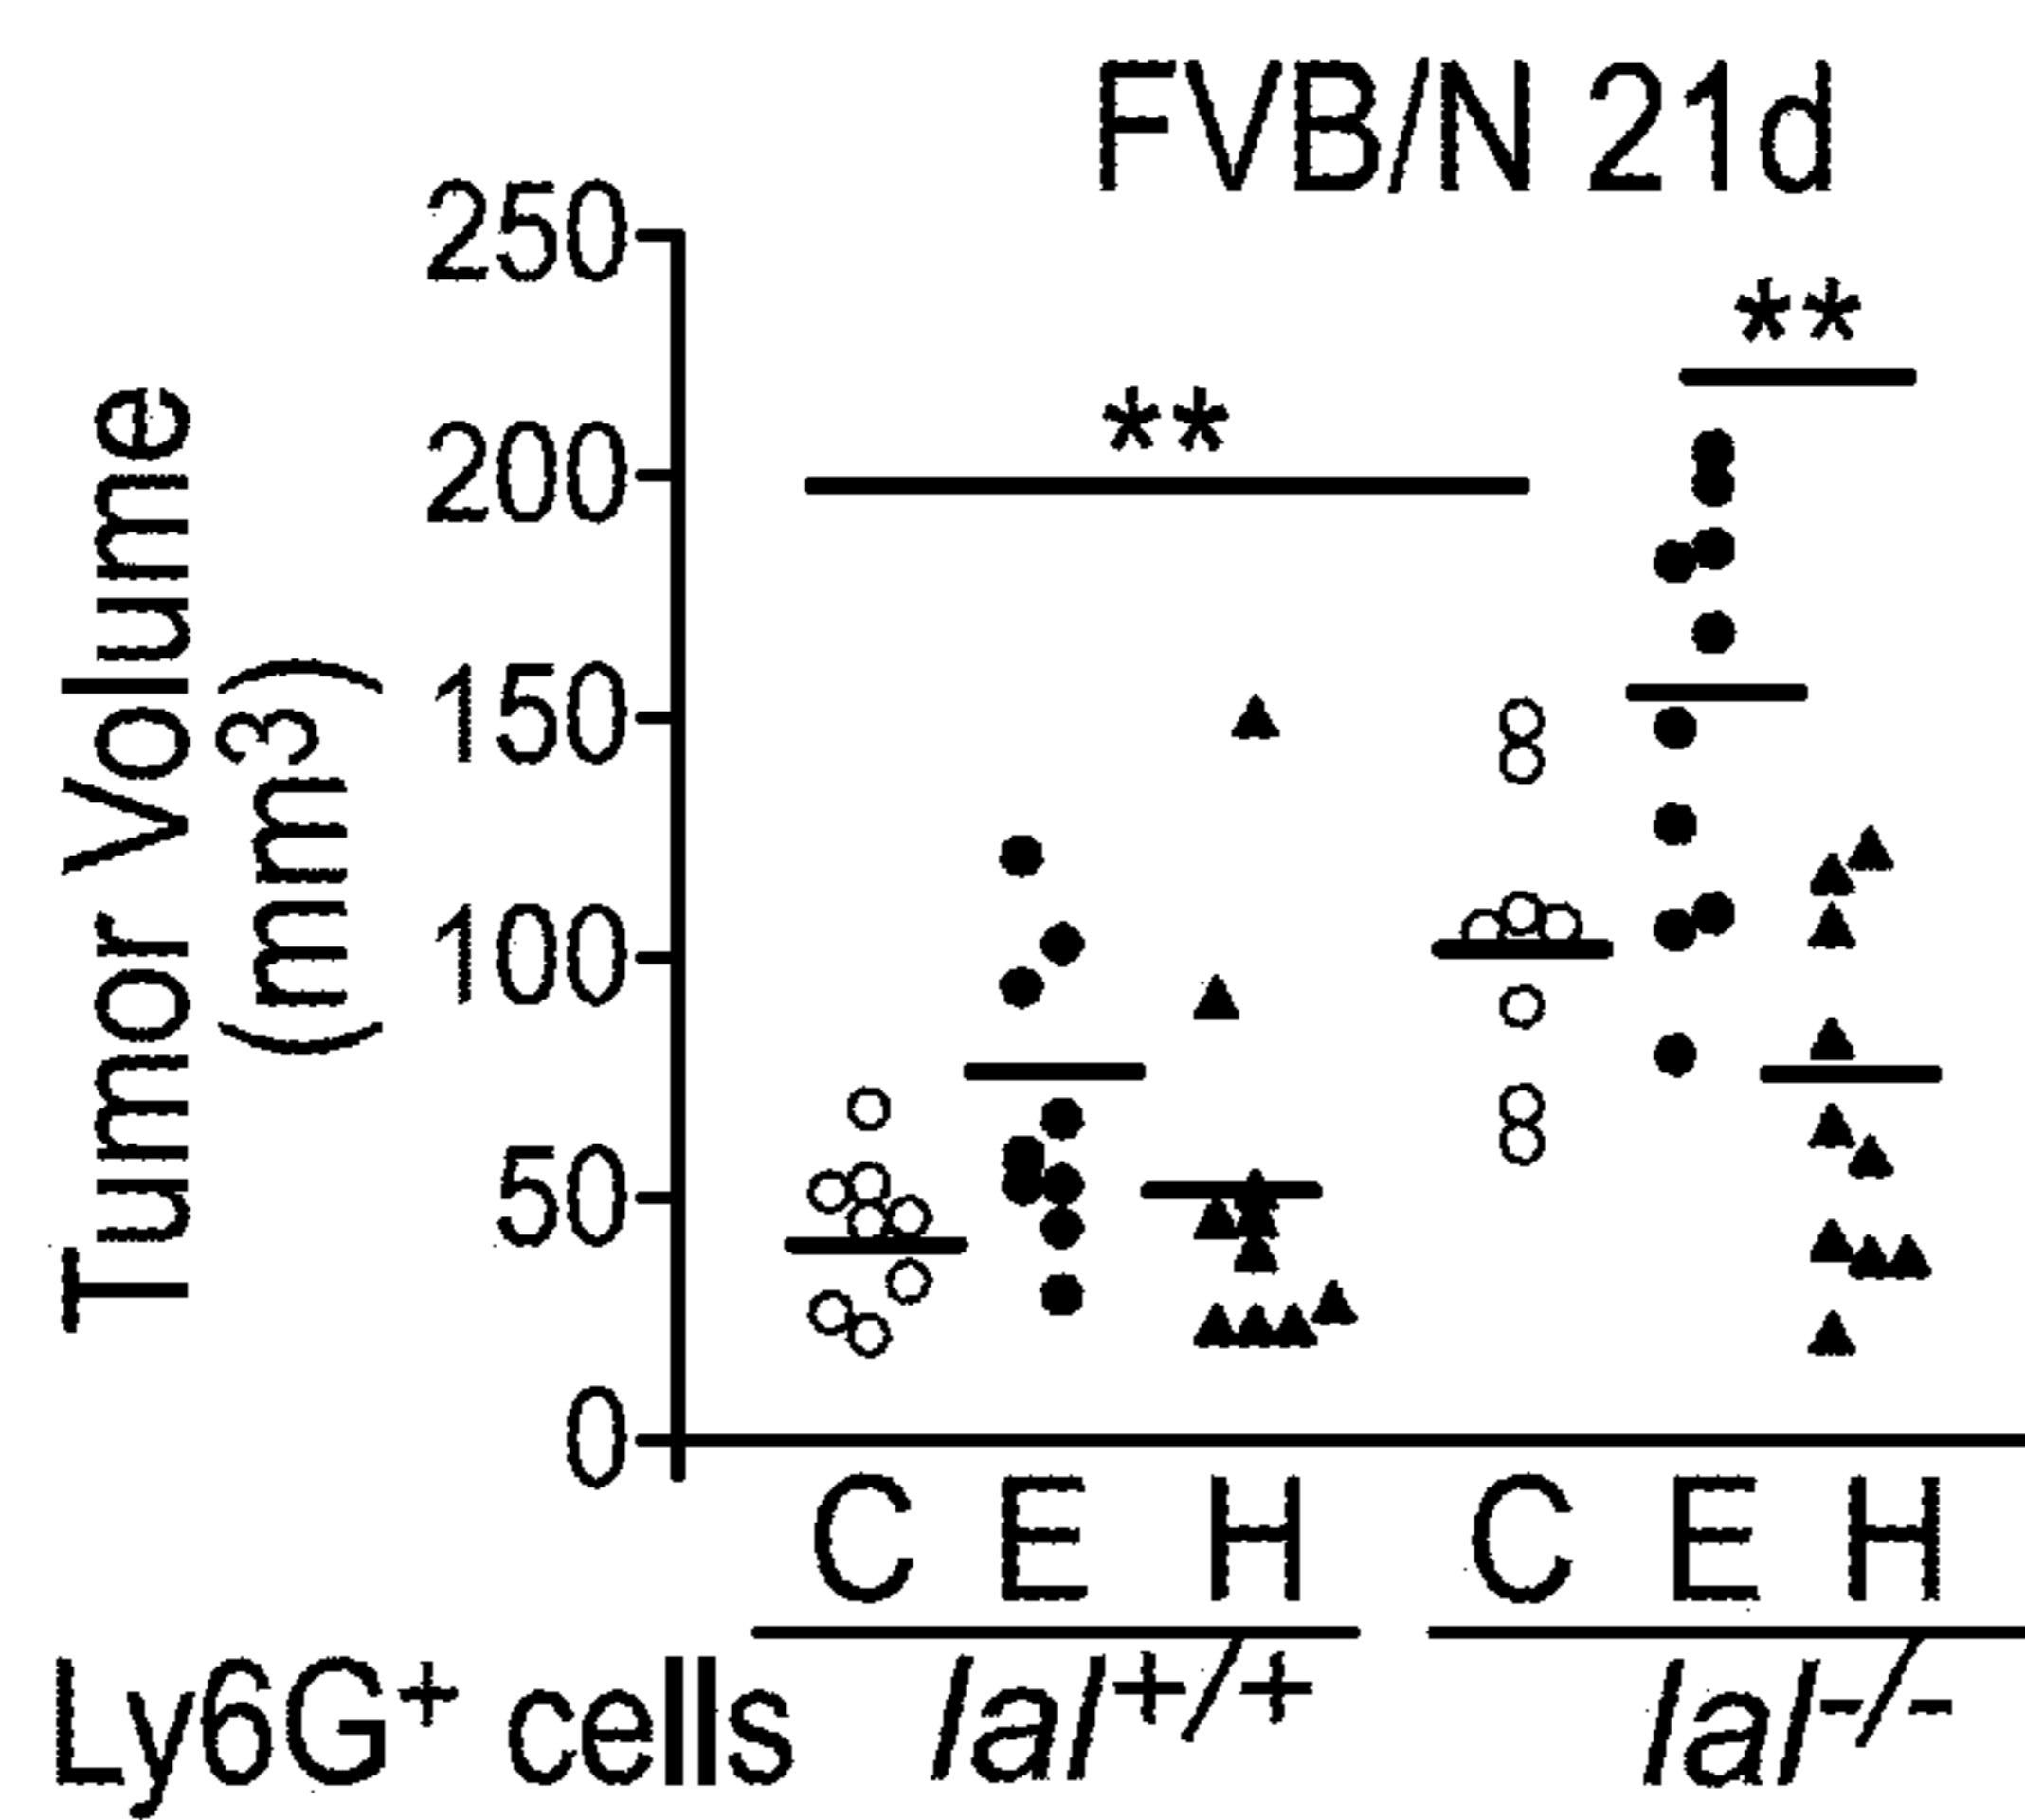 FVB/N 21d
Tumor Volume
(mm³)
250
200
150
100
50
0
**
**
C E H C E H
Ly6G⁺ cells lal⁺/⁺ lal⁻/⁻